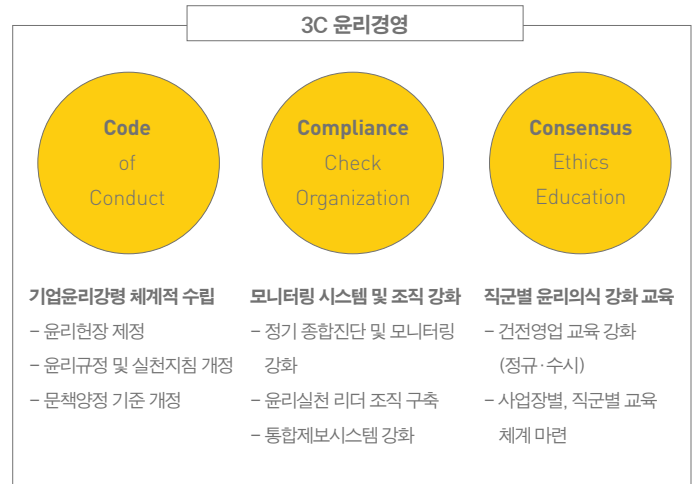 3C 윤리경영
Code
of
Conduct
Compliance
Check
Organization
Consensus
Ethics
Education
기업윤리강령 체계적 수립
– 윤리헌장 제정
– 윤리규정 및 실천지침 개정
– 문책양정 기준 개정
모니터링 시스템 및 조직 강화
– 정기 종합진단 및 모니터링
강화
– 윤리실천 리더 조직 구축
– 통합제보시스템 강화
직군별 윤리의식 강화 교육
– 건전영업 교육 강화
(정규·수시)
– 사업장별, 직군별 교육
체계 마련